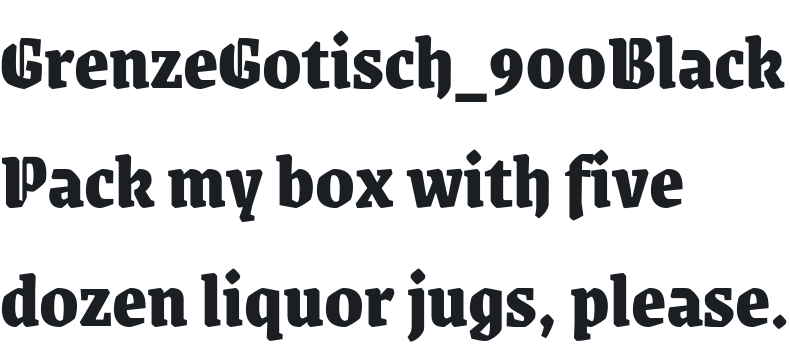 GrenzeGotisch_900Black
Pack my box with five
dozen liquor jugs, please.